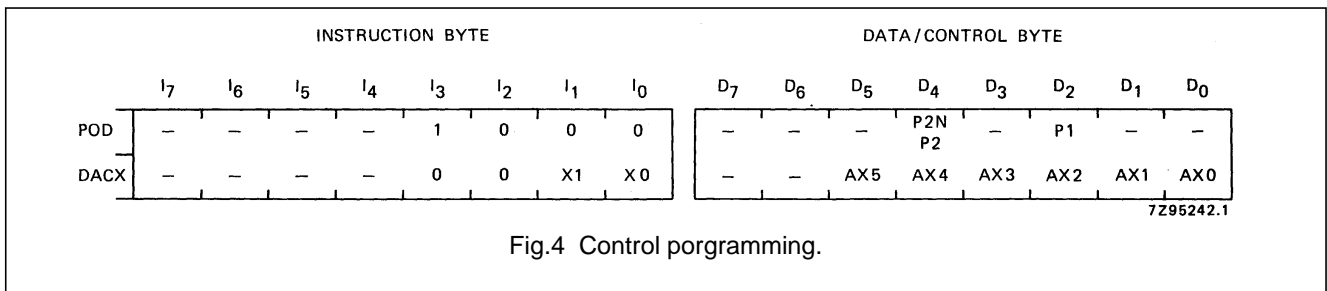 INSTRUCTION BYTE DATA/CONTROL BYTE
I7 I6 I5 I4 I3 I2 I1 I0 D7 D6 D5 D4 D3 D2 D1 D0
POD – – – – 1 0 0 0 – – – P2N P2 – P1 – –
DACX – – – – 0 0 X1 X0 – – AX5 AX4 AX3 AX2 AX1 AX0
7Z95242.1
Fig.4 Control porgramming.